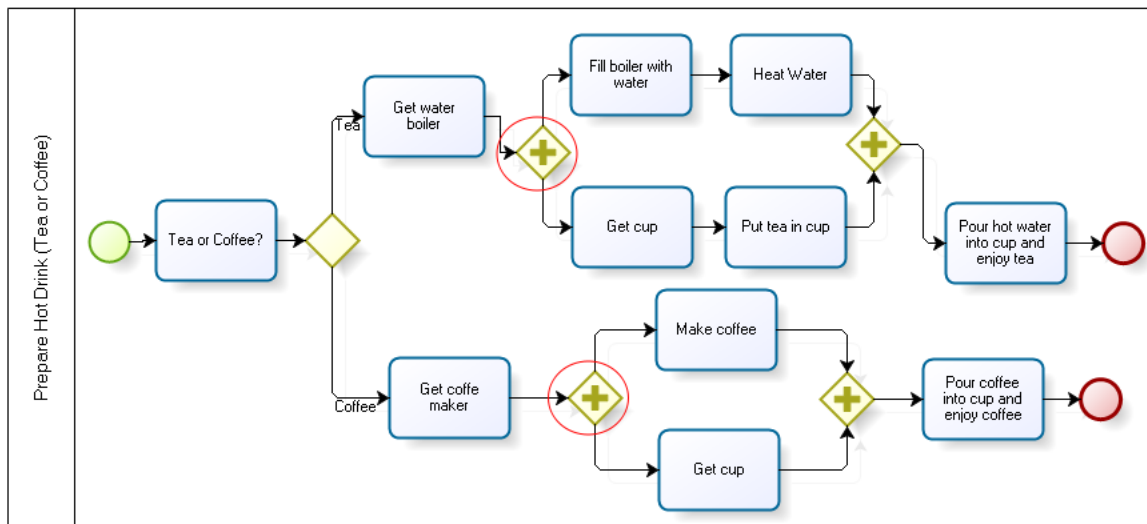 Prepare Hot Drink (Tea or Coffee)
Tea or Coffee?
Tea
Get water
boiler
Fill boiler with
water
Heat Water
Get cup
Put tea in cup
Pour hot water
into cup and
enjoy tea
Coffee
Get coffe
maker
Make coffee
Get cup
Pour coffee
into cup and
enjoy coffee